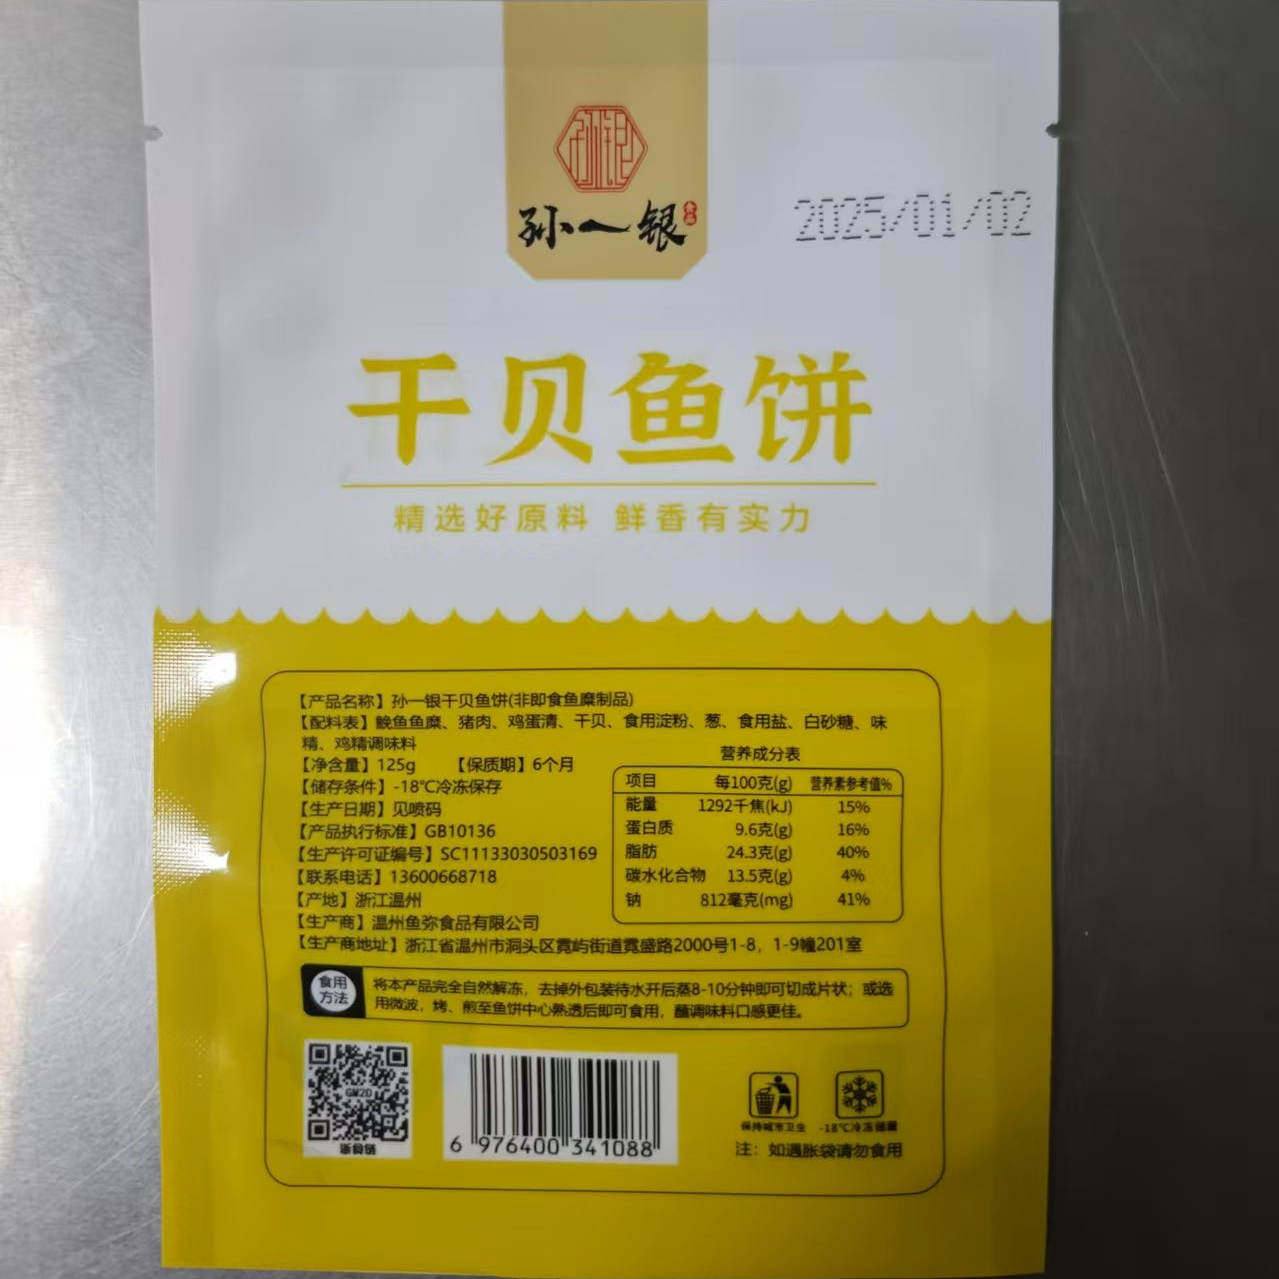 孙一银
2025/01/02
干贝鱼饼
精选好原料 鲜香有实力
【产品名称】孙一银干贝鱼饼(非即食鱼糜制品)
【配料表】鮸鱼鱼糜、猪肉、鸡蛋清、干贝、食用淀粉、葱、食用盐、白砂糖、味
精、鸡精调味料
【净含量】125g 【保质期】6个月
【储存条件】-18℃冷冻保存
【生产日期】见喷码
【产品执行标准】GB10136
【生产许可证编号】SC11133030503169
【联系电话】13600668718
【产地】浙江温州
【生产商】温州鱼弥食品有限公司
【生产商地址】浙江省温州市洞头区霓屿街道霓盛路2000号1-8，1-9幢201室
营养成分表
项目 每100克(g) 营养素参考值%
能量 1292千焦(kJ) 15%
蛋白质 9.6克(g) 16%
脂肪 24.3克(g) 40%
碳水化合物 13.5克(g) 4%
钠 812毫克(mg) 41%
食用
方法
将本产品完全自然解冻，去掉外包装待水开后蒸8-10分钟即可切成片状；或选
用微波，烤、煎至鱼饼中心熟透后即可食用，蘸调味料口感更佳。
GM2D
浙食链
6 976400 341088
保持城市卫生
-18℃冷冻储藏
注：如遇胀袋请勿食用